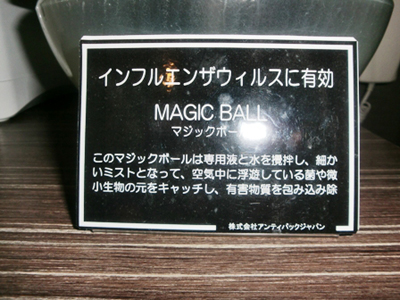 インフルエンザウィルスに有効
MAGIC BALL
マジックボール
このマジックボールは専用液と水を攪拌し、細か
いミストとなって、空気中に浮遊している菌や微
小生物の元をキャッチし、有害物質を包み込み除
株式会社アンティバックジャパン